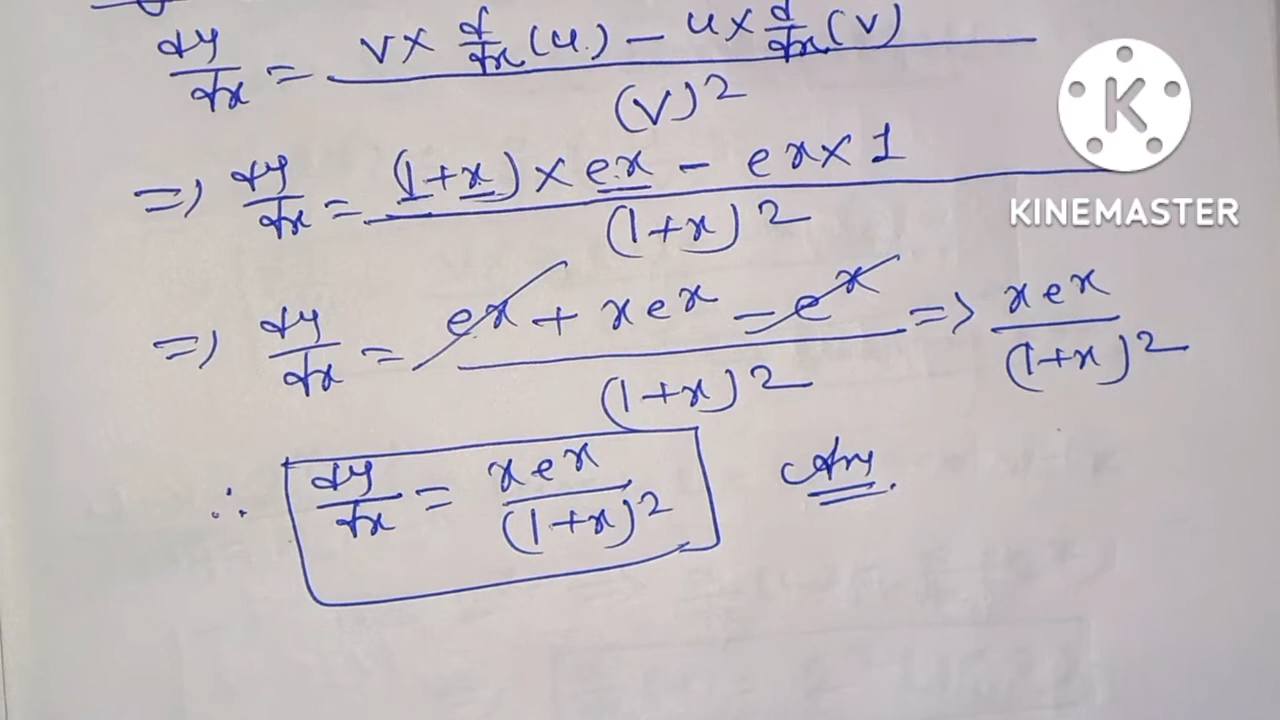 dy/dx = v × d/dx (u) − u × d/dx (v) / (v)²
⇒ dy/dx = (1+x) × eˣ − eˣ × 1 / (1+x)²
⇒ dy/dx = eˣ + xeˣ − eˣ / (1+x)² ⇒ xeˣ / (1+x)²
∴ dy/dx = xeˣ / (1+x)² Ans.
KINEMASTER